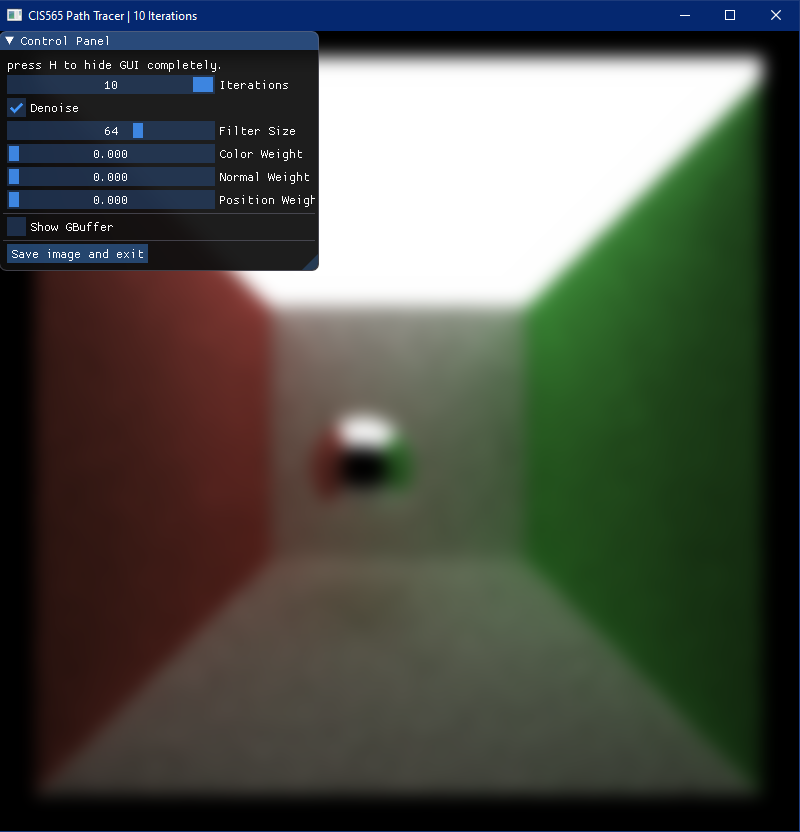 CIS565 Path Tracer | 10 Iterations
Control Panel
press H to hide GUI completely.
10 Iterations
Denoise
64 Filter Size
0.000 Color Weight
0.000 Normal Weight
0.000 Position Weigh
Show GBuffer
Save image and exit